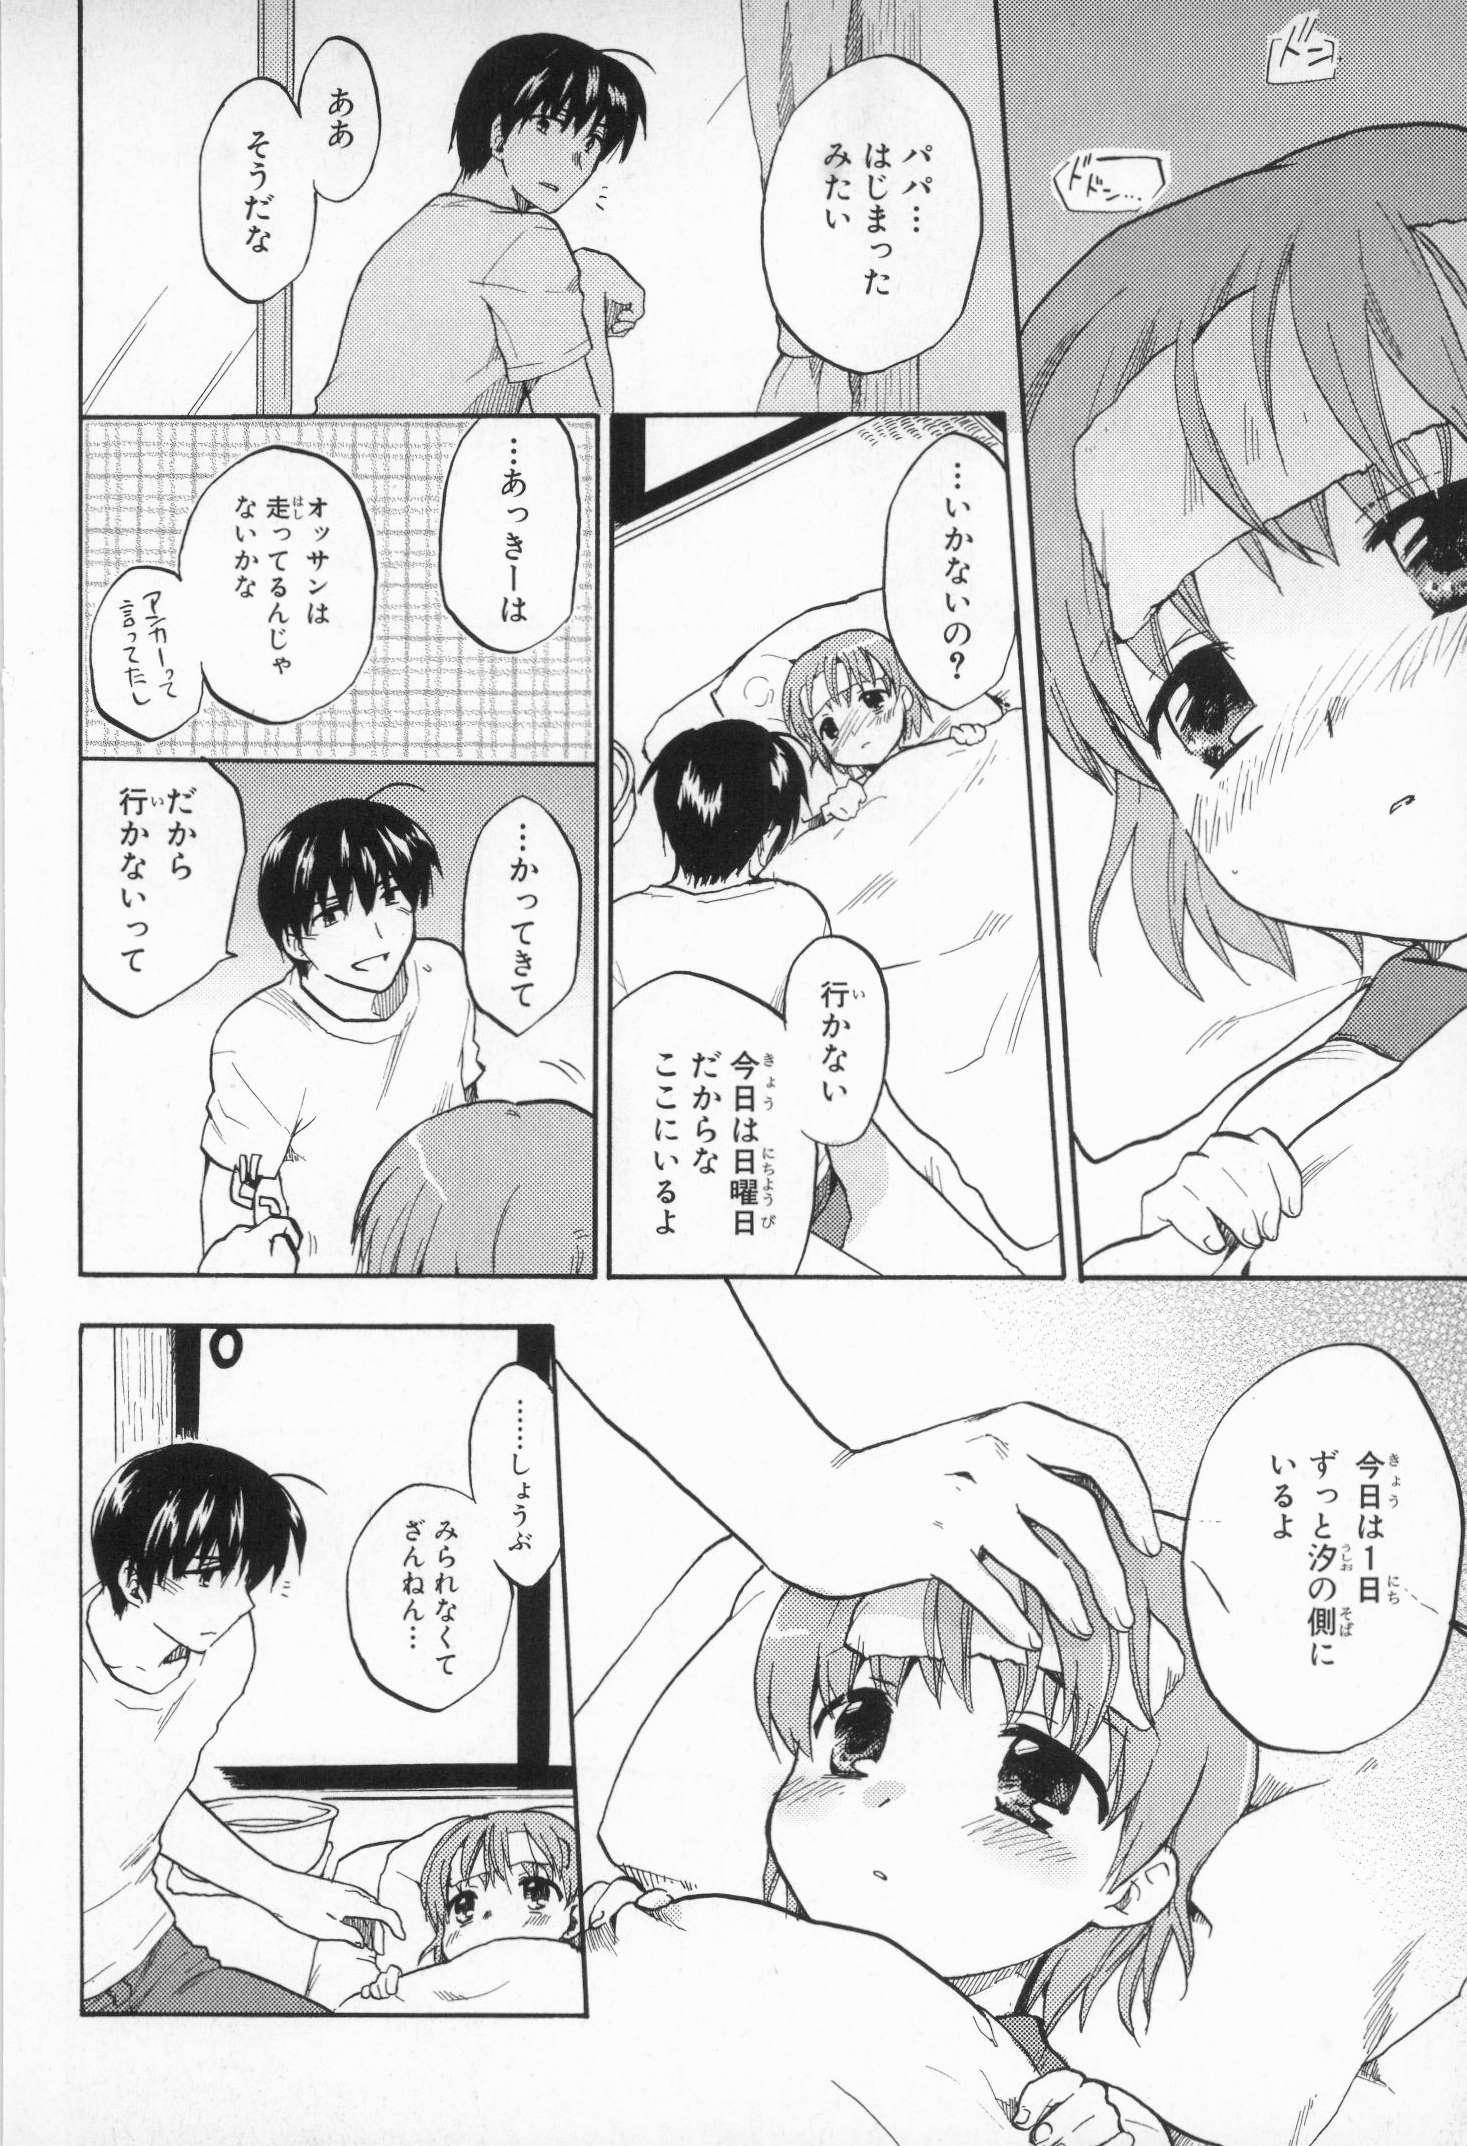 ドン
ドドン…
パパ…
はじまった
みたい
ああ
そうだな
…いかないの？
行かない
今日は日曜日
だからな
ここにいるよ
…あっきーは
オッサンは
走ってるんじゃ
ないかな
アンカーって
言ってたし
…かってきて
だから
行かないって
今日は1日
ずっと汐の側に
いるよ
……しょうぶ
みられなくて
ざんねん…